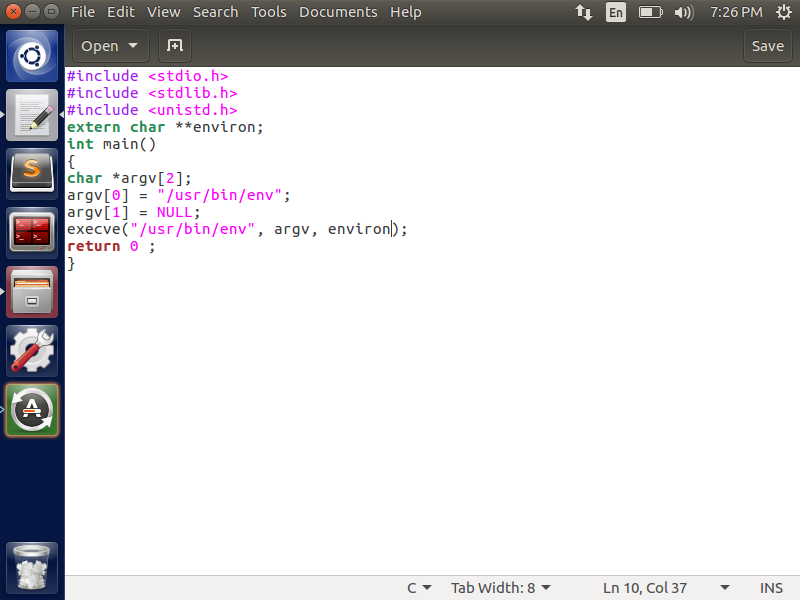 File Edit View Search Tools Documents Help En 7:26 PM
Open Save
#include <stdio.h>
#include <stdlib.h>
#include <unistd.h>
extern char **environ;
int main()
{
char *argv[2];
argv[0] = "/usr/bin/env";
argv[1] = NULL;
execve("/usr/bin/env", argv, environ);
return 0 ;
}
C Tab Width: 8 Ln 10, Col 37 INS